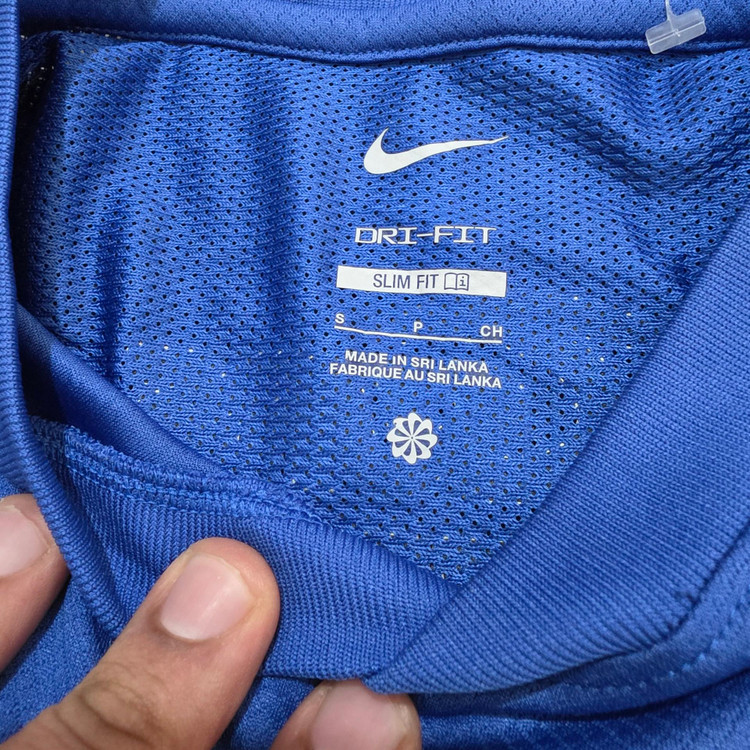 DRI-FIT
SLIM FIT
S P CH
MADE IN SRI LANKA
FABRIQUE AU SRI LANKA